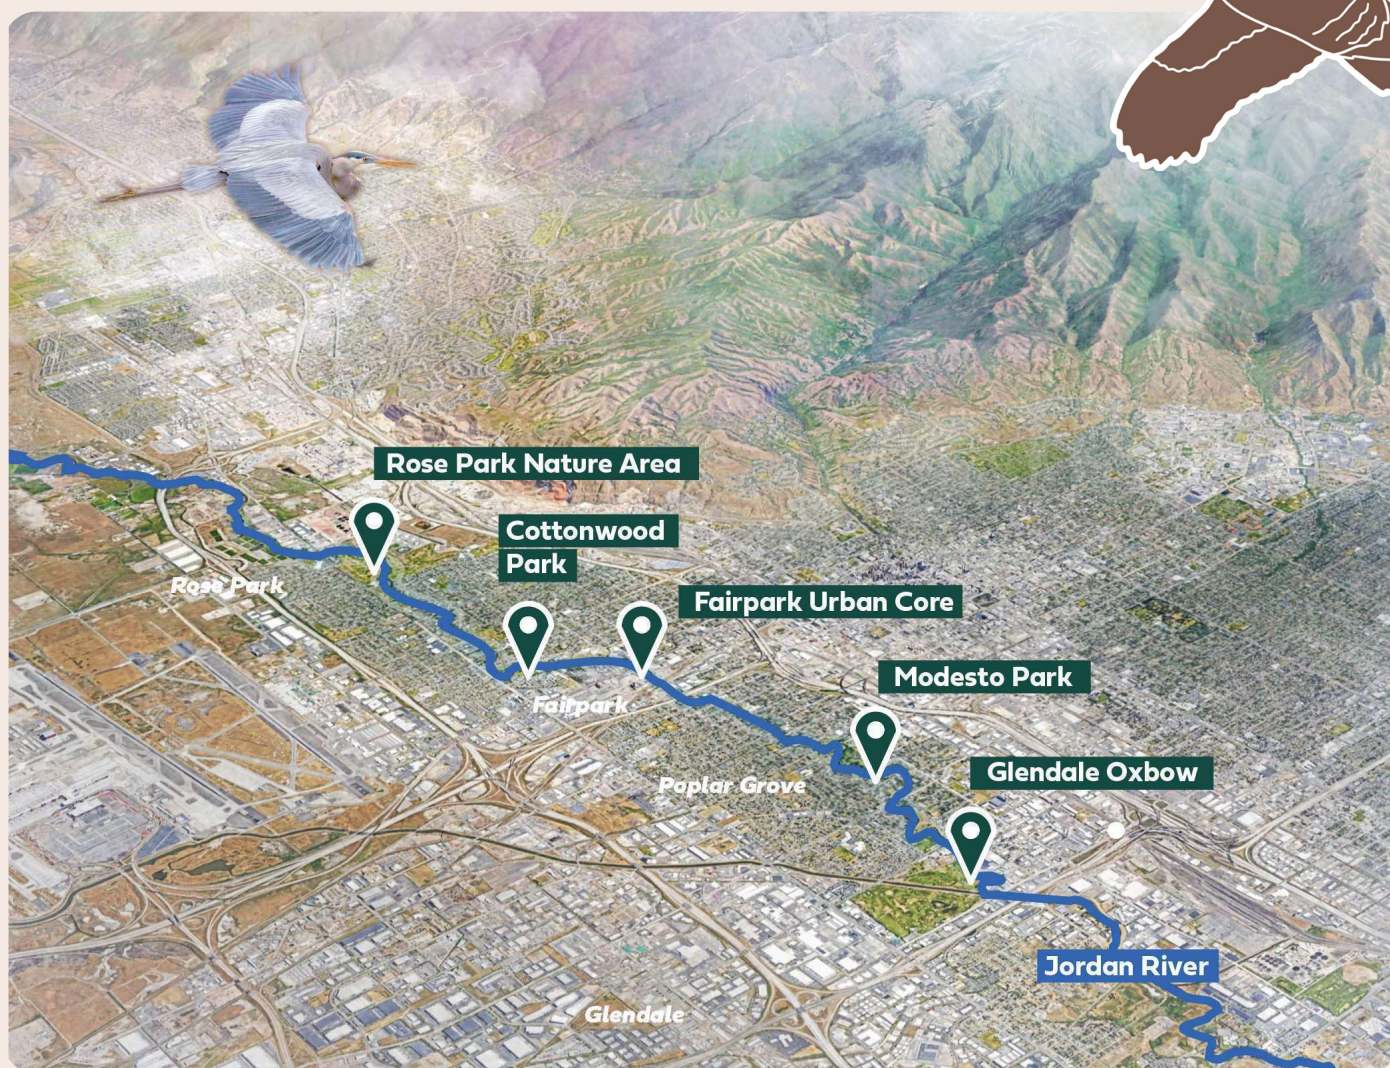 Rose Park Nature Area
Cottonwood
Park
Rose Park
Fairpark Urban Core
Modesto Park
Fairpark
Glendale Oxbow
Poplar Grove
Jordan River
Glendale